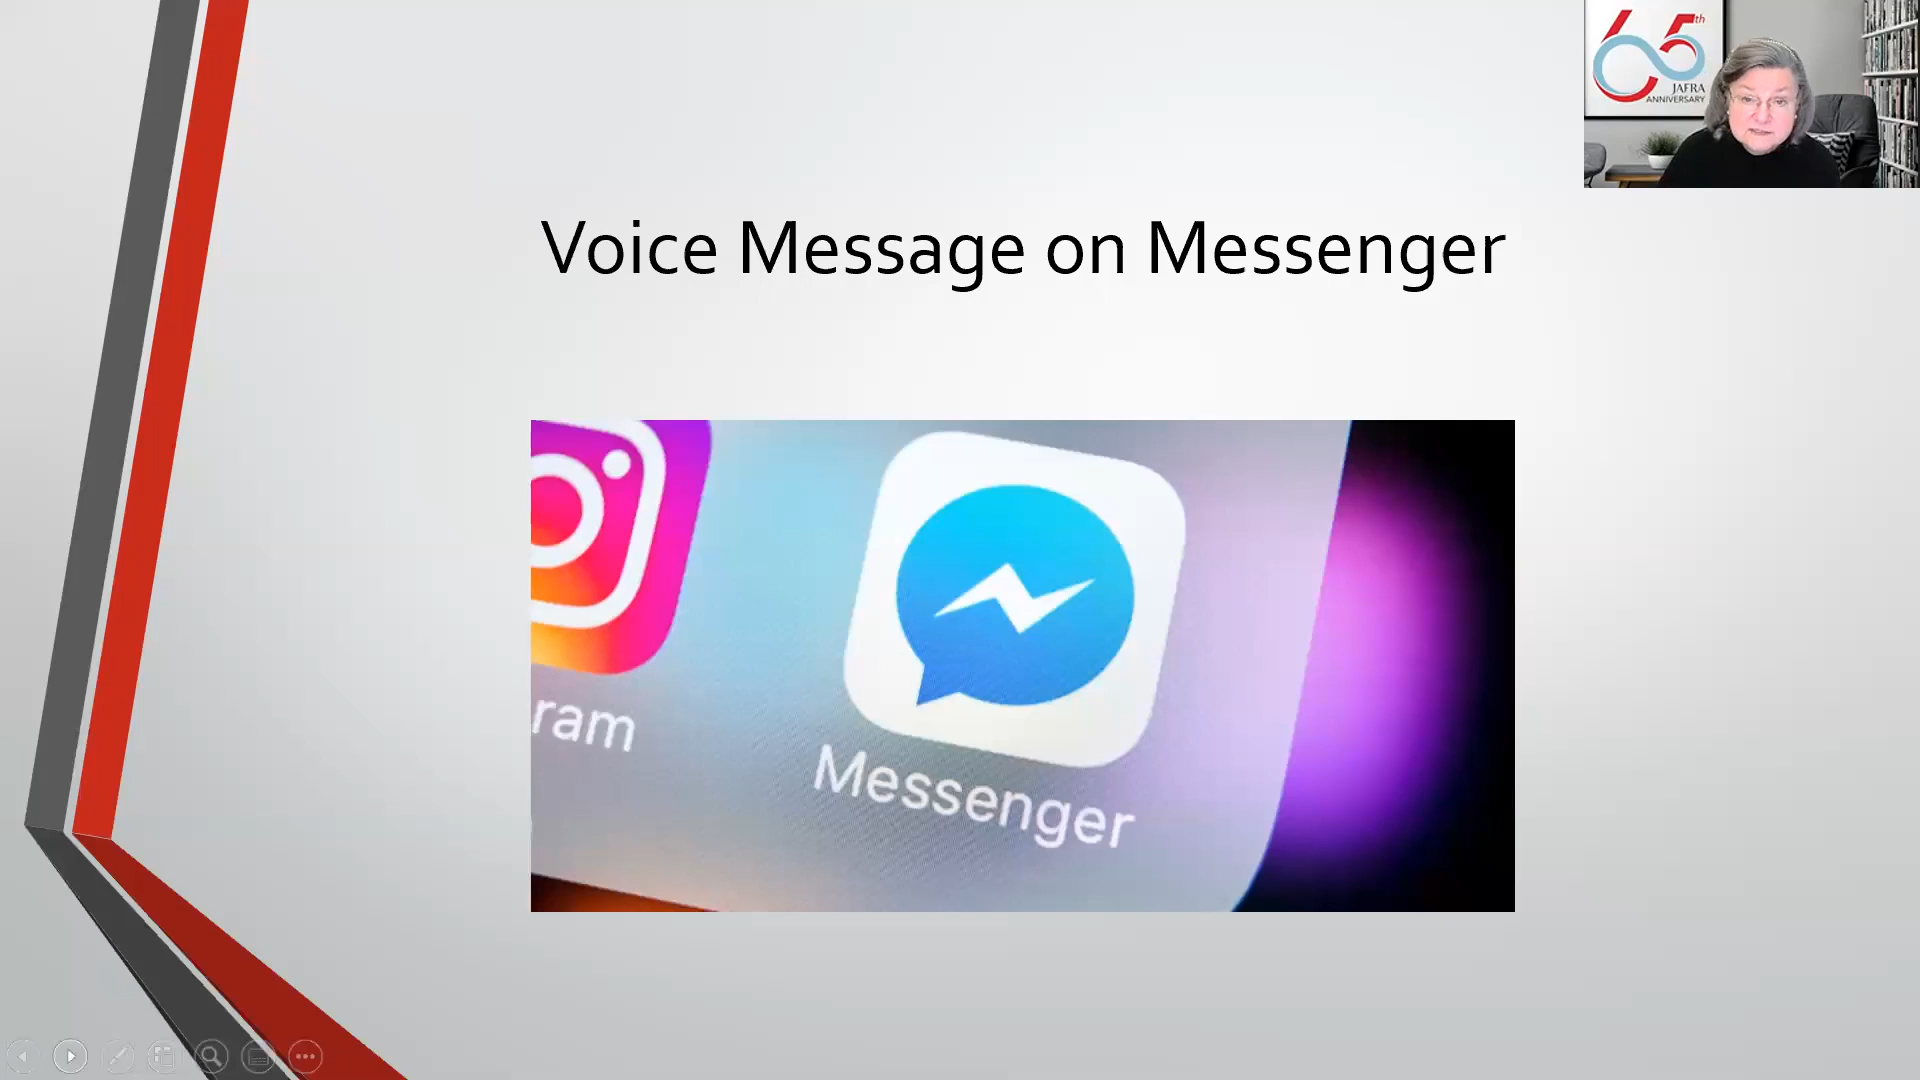 65th
JAFRA
ANNIVERSARY
Voice Message on Messenger
ram
Messenger